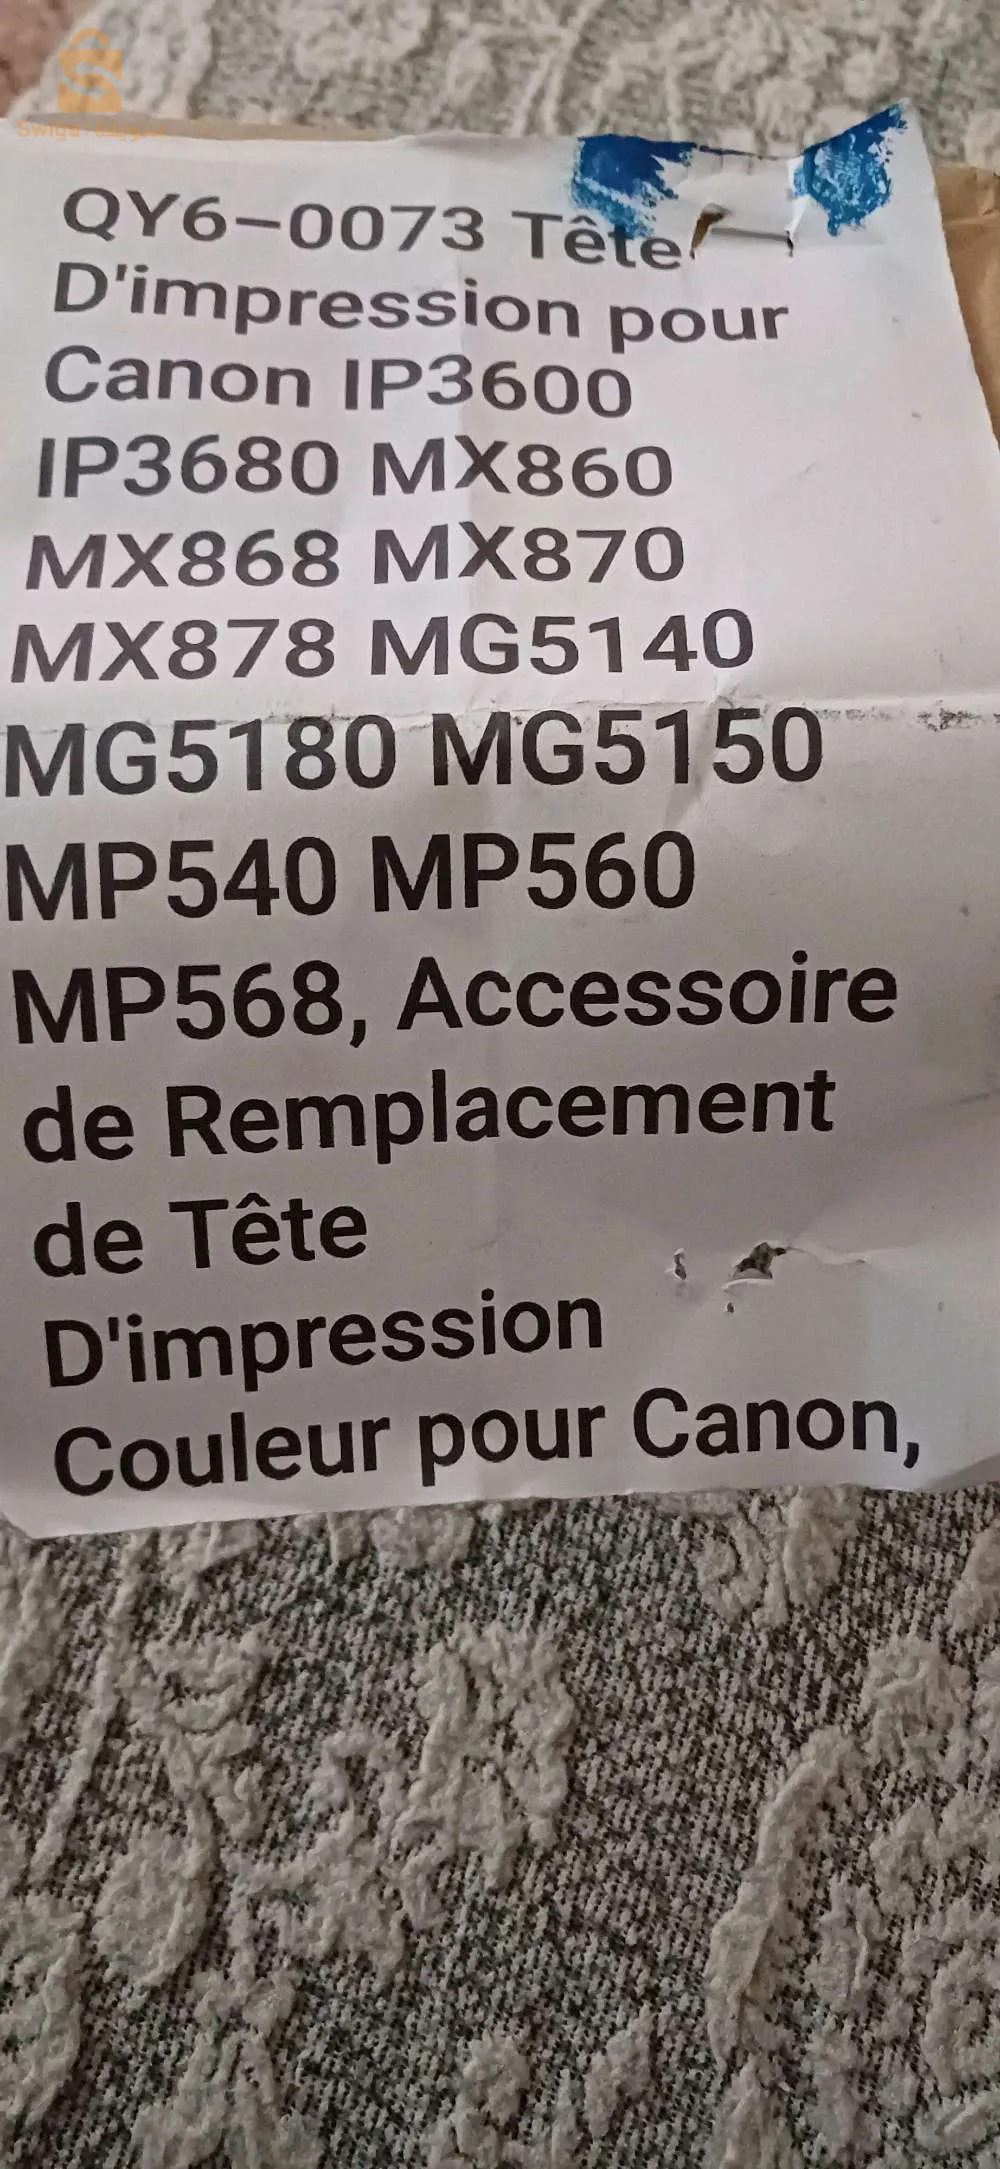 QY6-0073 Tête
D'impression pour
Canon IP3600
IP3680 MX860
MX868 MX870
MX878 MG5140
MG5180 MG5150
MP540 MP560
MP568, Accessoire
de Remplacement
de Tête
D'impression
Couleur pour Canon,